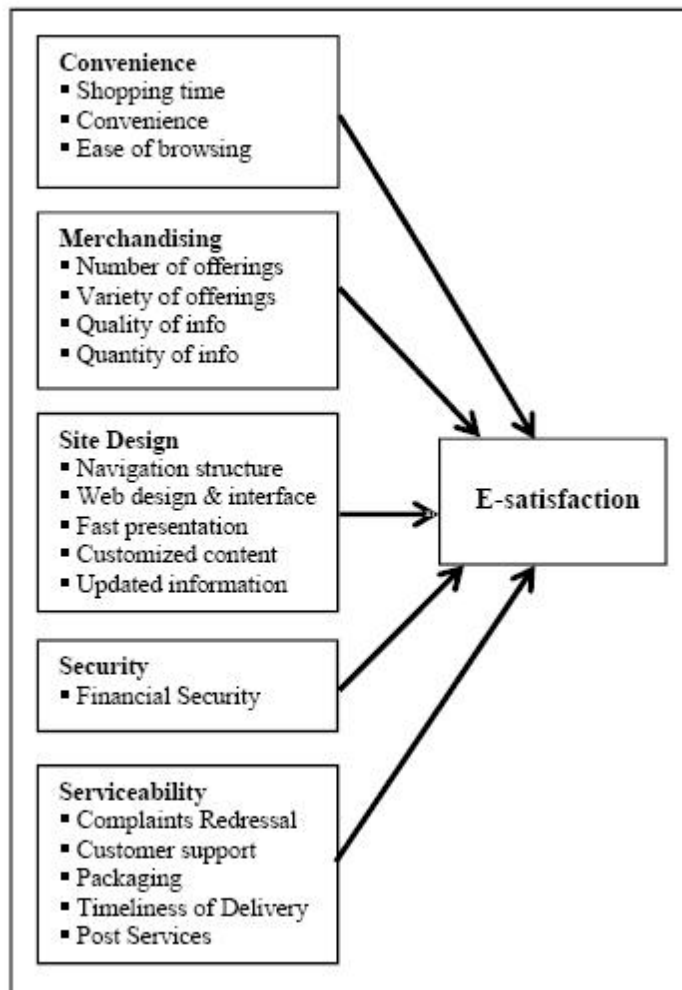 Convenience
▪ Shopping time
▪ Convenience
▪ Ease of browsing
Merchandising
▪ Number of offerings
▪ Variety of offerings
▪ Quality of info
▪ Quantity of info
Site Design
▪ Navigation structure
▪ Web design & interface
▪ Fast presentation
▪ Customized content
▪ Updated information
E-satisfaction
Security
▪ Financial Security
Serviceability
▪ Complaints Redressal
▪ Customer support
▪ Packaging
▪ Timeliness of Delivery
▪ Post Services